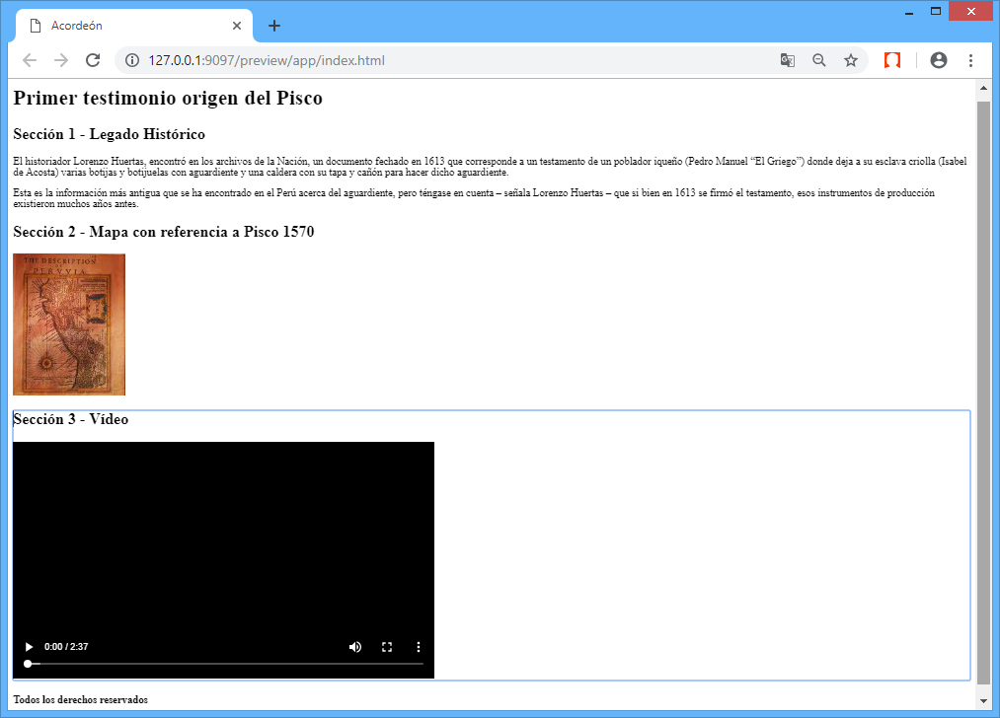 Acordeón
127.0.0.1:9097/preview/app/index.html
Primer testimonio origen del Pisco
Sección 1 - Legado Histórico
El historiador Lorenzo Huertas, encontró en los archivos de la Nación, un documento fechado en 1613 que corresponde a un testamento de un poblador iqueño (Pedro Manuel “El Griego”) donde deja a su esclava criolla (Isabel
de Acosta) varias botijas y botijuelas con aguardiente y una caldera con su tapa y cañón para hacer dicho aguardiente.
Esta es la información más antigua que se ha encontrado en el Perú acerca del aguardiente, pero téngase en cuenta – señala Lorenzo Huertas – que si bien en 1613 se firmó el testamento, esos instrumentos de producción
existieron muchos años antes.
Sección 2 - Mapa con referencia a Pisco 1570
THE DESCRIPTION
OF
PERVVIA
Sección 3 - Vídeo
0:00 / 2:37
Todos los derechos reservados